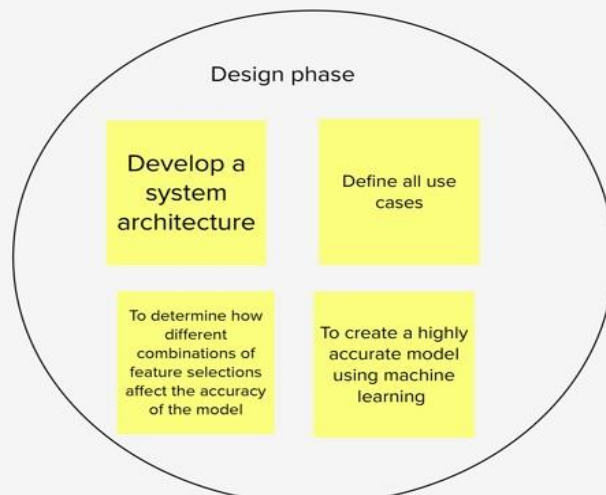 Design phase
Develop a
system
architecture
Define all use
cases
To determine how
different
combinations of
feature selections
affect the accuracy
of the model
To create a highly
accurate model
using machine
learning